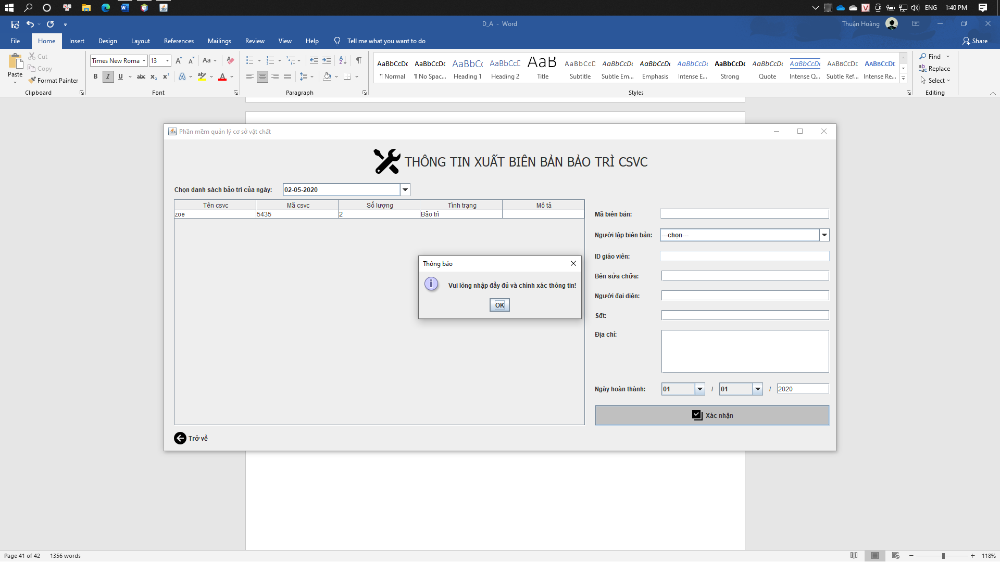 ENG 1:40 PM
D_A - Word
Thuận Hoàng
File Home Insert Design Layout References Mailings Review View Help Tell me what you want to do
Share
Paste
Cut
Copy
Format Painter
Clipboard
Times New Roma 13
Font
Paragraph
AaBbCcDc AaBbCcDc AaBbCc AaBbCcD AaB AaBbCcD AaBbCcDc AaBbCcDc AaBbCcDc AaBbCcDc AaBbCcDc AaBbCcDc AaBbCcDd AaBbCcDd
¶ Normal ¶ No Spac... Heading 1 Heading 2 Title Subtitle Subtle Em... Emphasis Intense E... Strong Quote Intense Q... Subtle Ref... Intense Re...
Styles
Find
Replace
Select
Editing
Phần mềm quản lý cơ sở vật chất
THÔNG TIN XUẤT BIÊN BẢN BẢO TRÌ CSVC
Chọn danh sách bảo trì của ngày: 02-05-2020
Tên csvc Mã csvc Số lượng Tình trạng Mô tả
zoe 5435 2 Bảo trì
Mã biên bản:
Người lập biên bản: ---chọn---
ID giáo viên:
Bên sửa chữa:
Người đại diện:
Sđt:
Địa chỉ:
Ngày hoàn thành: 01 / 01 / 2020
Xác nhận
Thông báo
Vui lòng nhập đầy đủ và chính xác thông tin!
OK
Trở về
Page 41 of 42 1356 words
118%